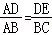 AD/AB = DE/BC